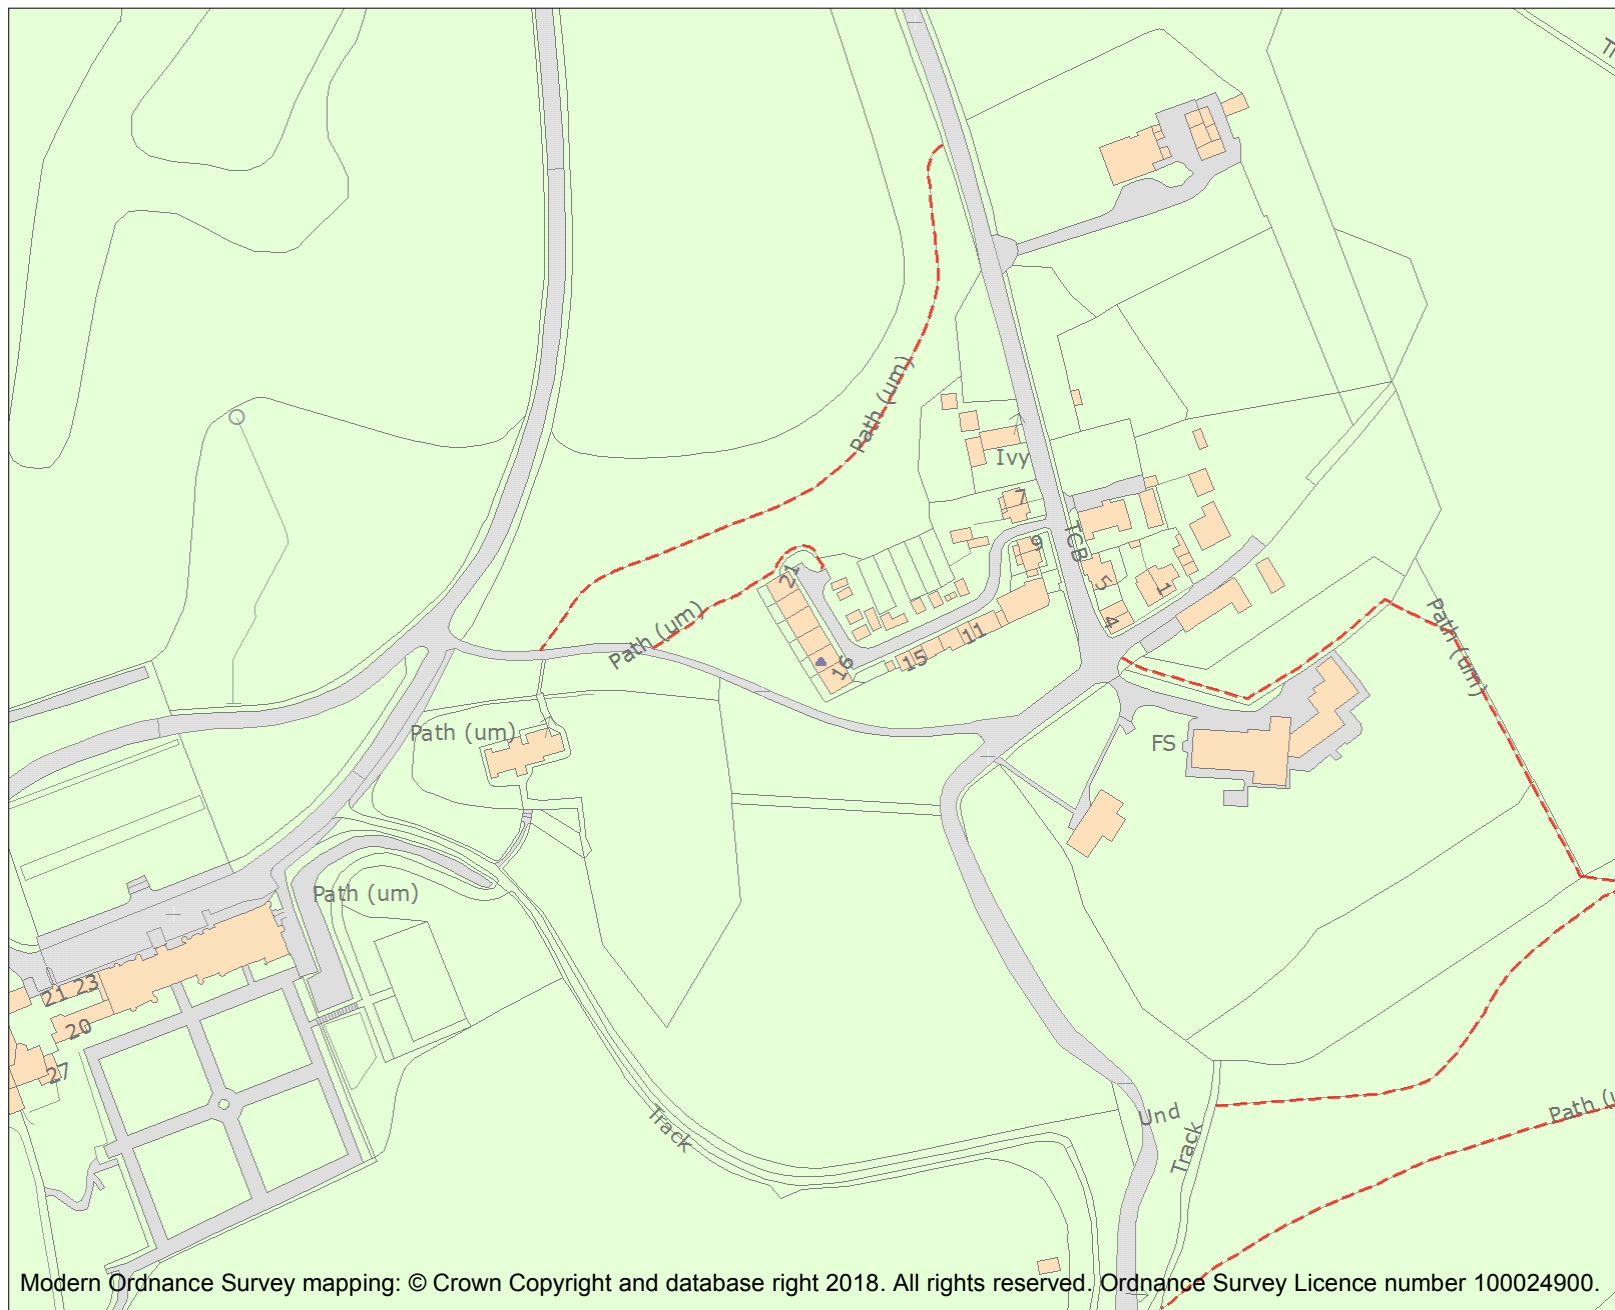 Path (um)
Ivy
7
TCB
9
5
1
4
21
11
15
16
Path (um)
Path (um)
Path (um)
FS
Path (um)
21 23
20
27
Track
Und
Track
Modern Ordnance Survey mapping: © Crown Copyright and database right 2018. All rights reserved. Ordnance Survey Licence number 100024900.